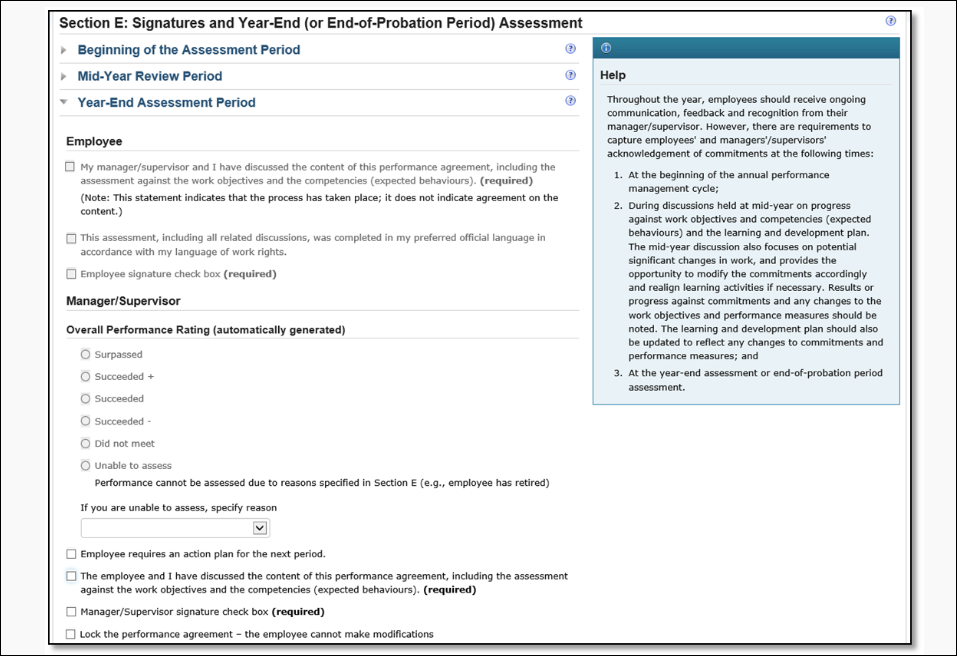 Section E: Signatures and Year-End (or End-of-Probation Period) Assessment
Beginning of the Assessment Period
Mid-Year Review Period
Year-End Assessment Period
Employee
My manager/supervisor and I have discussed the content of this performance agreement, including the
assessment against the work objectives and the competencies (expected behaviours). (required)
(Note: This statement indicates that the process has taken place; it does not indicate agreement on the
content.)
This assessment, including all related discussions, was completed in my preferred official language in
accordance with my language of work rights.
Employee signature check box (required)
Manager/Supervisor
Overall Performance Rating (automatically generated)
Surpassed
Succeeded +
Succeeded
Succeeded -
Did not meet
Unable to assess
Performance cannot be assessed due to reasons specified in Section E (e.g., employee has retired)
If you are unable to assess, specify reason
Employee requires an action plan for the next period.
The employee and I have discussed the content of this performance agreement, including the assessment
against the work objectives and the competencies (expected behaviours). (required)
Manager/Supervisor signature check box (required)
Lock the performance agreement – the employee cannot make modifications
Help
Throughout the year, employees should receive ongoing
communication, feedback and recognition from their
manager/supervisor. However, there are requirements to
capture employees' and managers'/supervisors'
acknowledgement of commitments at the following times:
1. At the beginning of the annual performance
management cycle;
2. During discussions held at mid-year on progress
against work objectives and competencies (expected
behaviours) and the learning and development plan.
The mid-year discussion also focuses on potential
significant changes in work, and provides the
opportunity to modify the commitments accordingly
and realign learning activities if necessary. Results or
progress against commitments and any changes to the
work objectives and performance measures should be
noted. The learning and development plan should also
be updated to reflect any changes to commitments and
performance measures; and
3. At the year-end assessment or end-of-probation period
assessment.